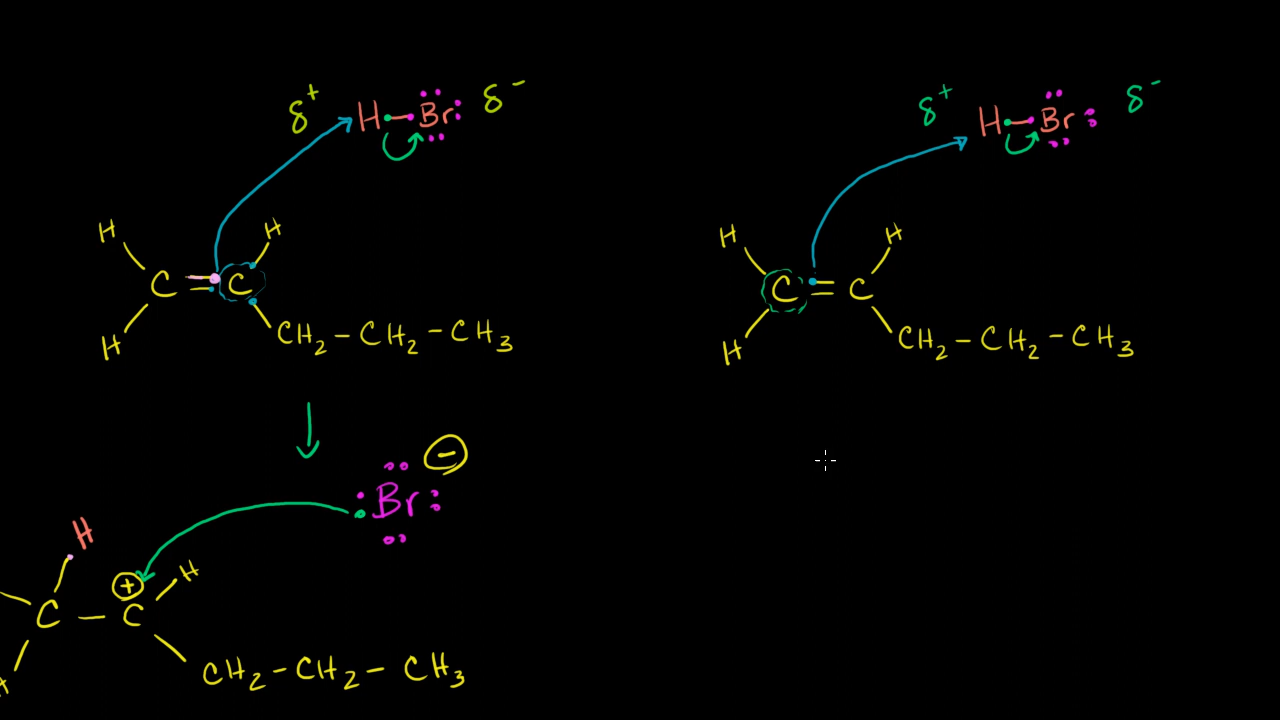 δ+ H-Br δ-
δ+ H-Br δ-
H H
C=C
H CH2-CH2-CH3
H H
C=C
H CH2-CH2-CH3
Br -
H
+ H
C-C
H CH2-CH2-CH3